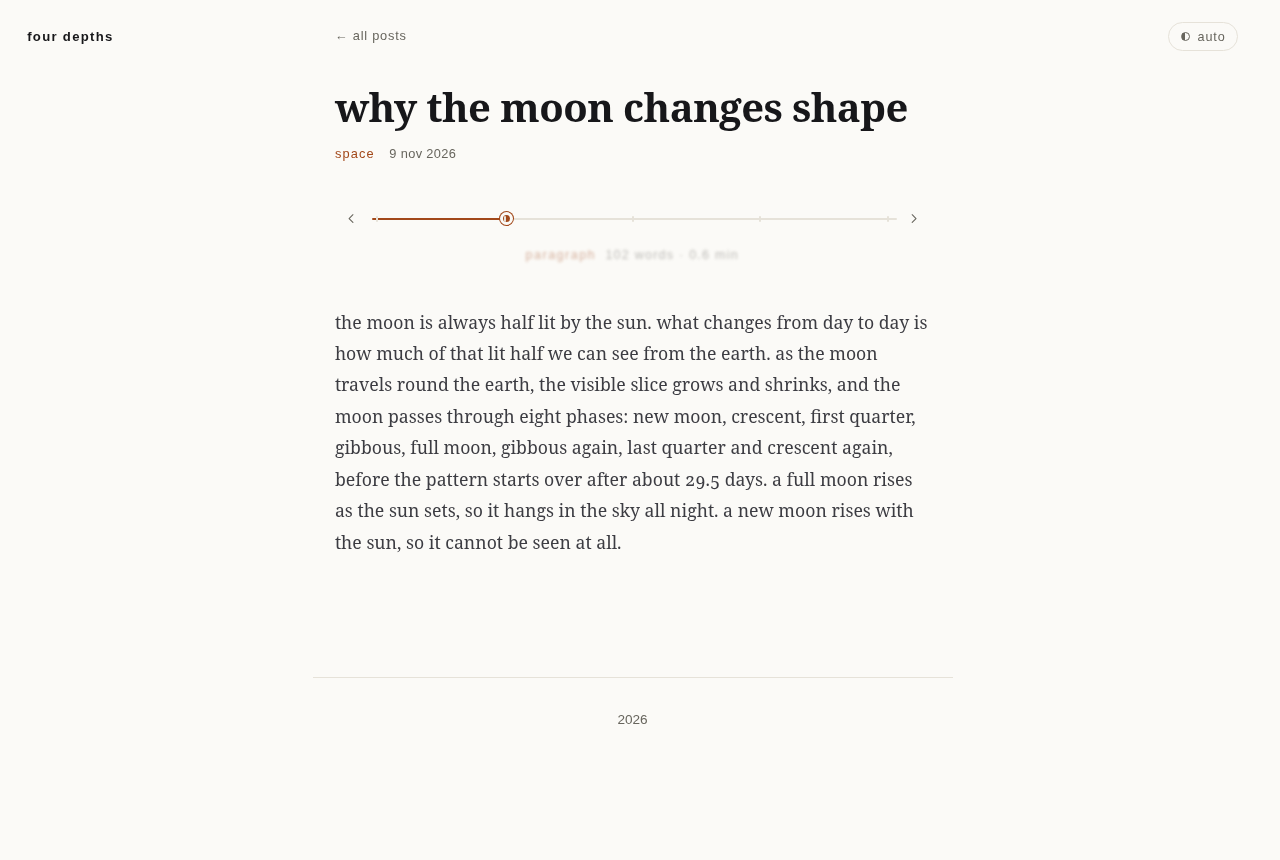 four depths
← all posts
auto
why the moon changes shape
space 9 nov 2026
paragraph 102 words · 0.6 min
the moon is always half lit by the sun. what changes from day to day is
how much of that lit half we can see from the earth. as the moon
travels round the earth, the visible slice grows and shrinks, and the
moon passes through eight phases: new moon, crescent, first quarter,
gibbous, full moon, gibbous again, last quarter and crescent again,
before the pattern starts over after about 29.5 days. a full moon rises
as the sun sets, so it hangs in the sky all night. a new moon rises with
the sun, so it cannot be seen at all.
2026